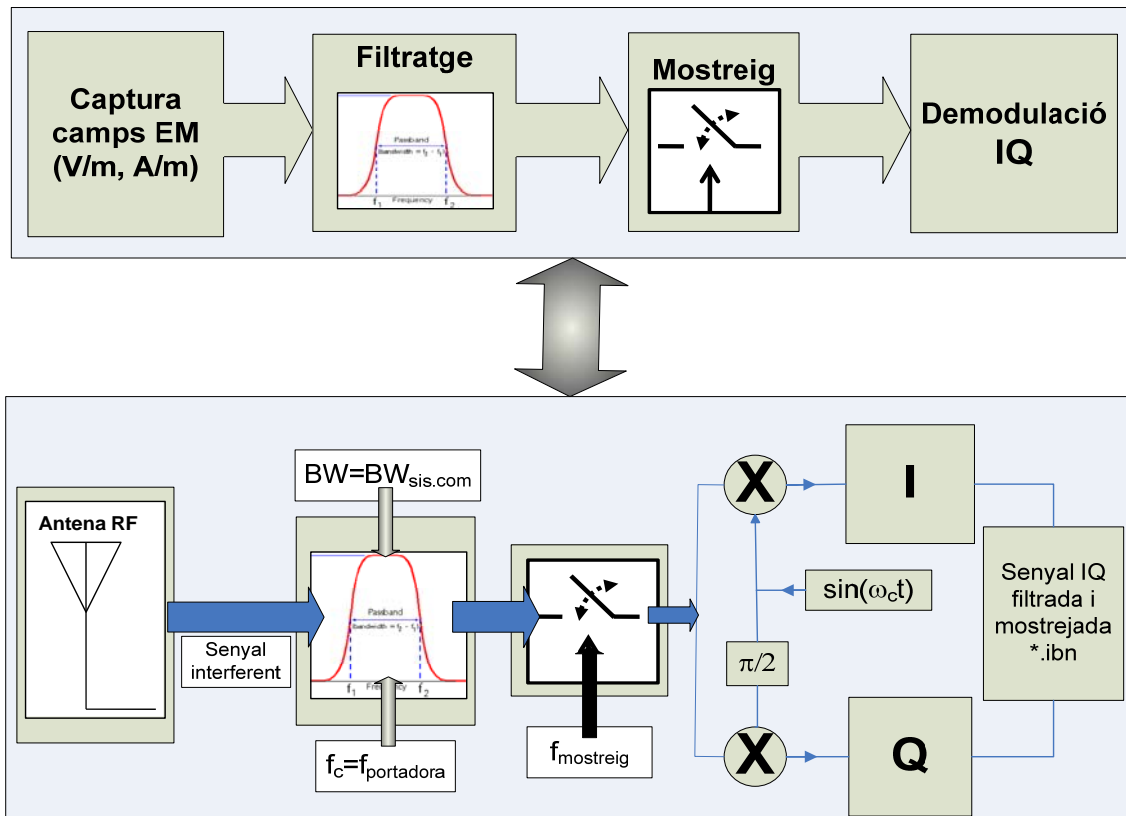 Captura
camps EM
(V/m, A/m)
Filtratge
Passband
(Bandwidth = f2 - f1)
f1
Frequency
f2
Mostreig
Demodulació
IQ
BW=BWsis.com
Antena RF
Senyal
interferent
Passband
(Bandwidth = f2 - f1)
f1
Frequency
f2
fc=fportadora
fmostreig
X
I
sin(ωct)
π/2
X
Q
Senyal IQ
filtrada i
mostrejada
*.ibn